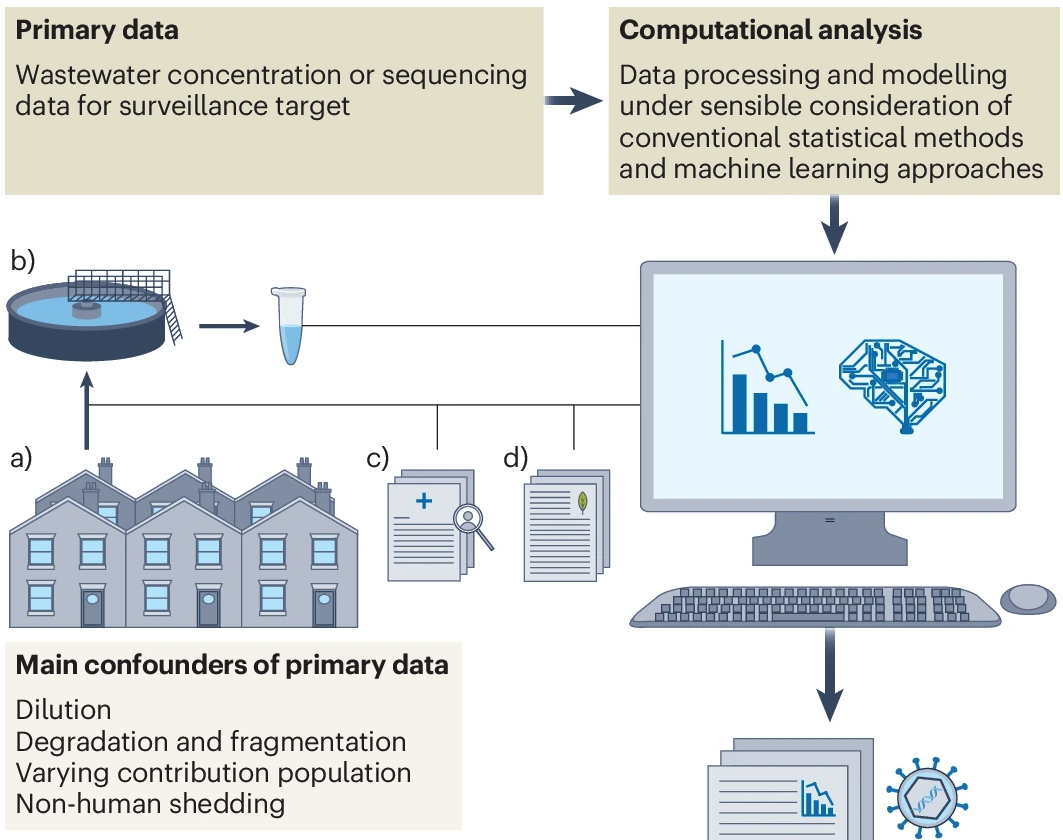 Primary data
Wastewater concentration or sequencing
data for surveillance target
Computational analysis
Data processing and modelling
under sensible consideration of
conventional statistical methods
and machine learning approaches
b)
a)
c)
d)
Main confounders of primary data
Dilution
Degradation and fragmentation
Varying contribution population
Non-human shedding